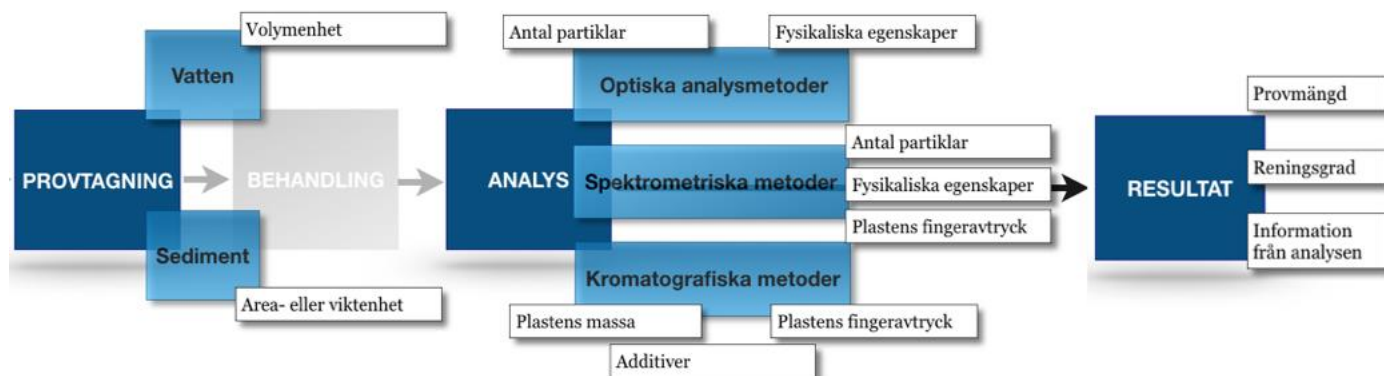 Volymenhet
Vatten
PROVTAGNING
Sediment
Area- eller viktenhet
BEHANDLING
ANALYS
Antal partiklar
Fysikaliska egenskaper
Optiska analysmetoder
Spektrometriska metoder
Antal partiklar
Fysikaliska egenskaper
Plastens fingeravtryck
Kromatografiska metoder
Plastens massa
Plastens fingeravtryck
Additiver
RESULTAT
Provmängd
Reningsgrad
Information
från analysen